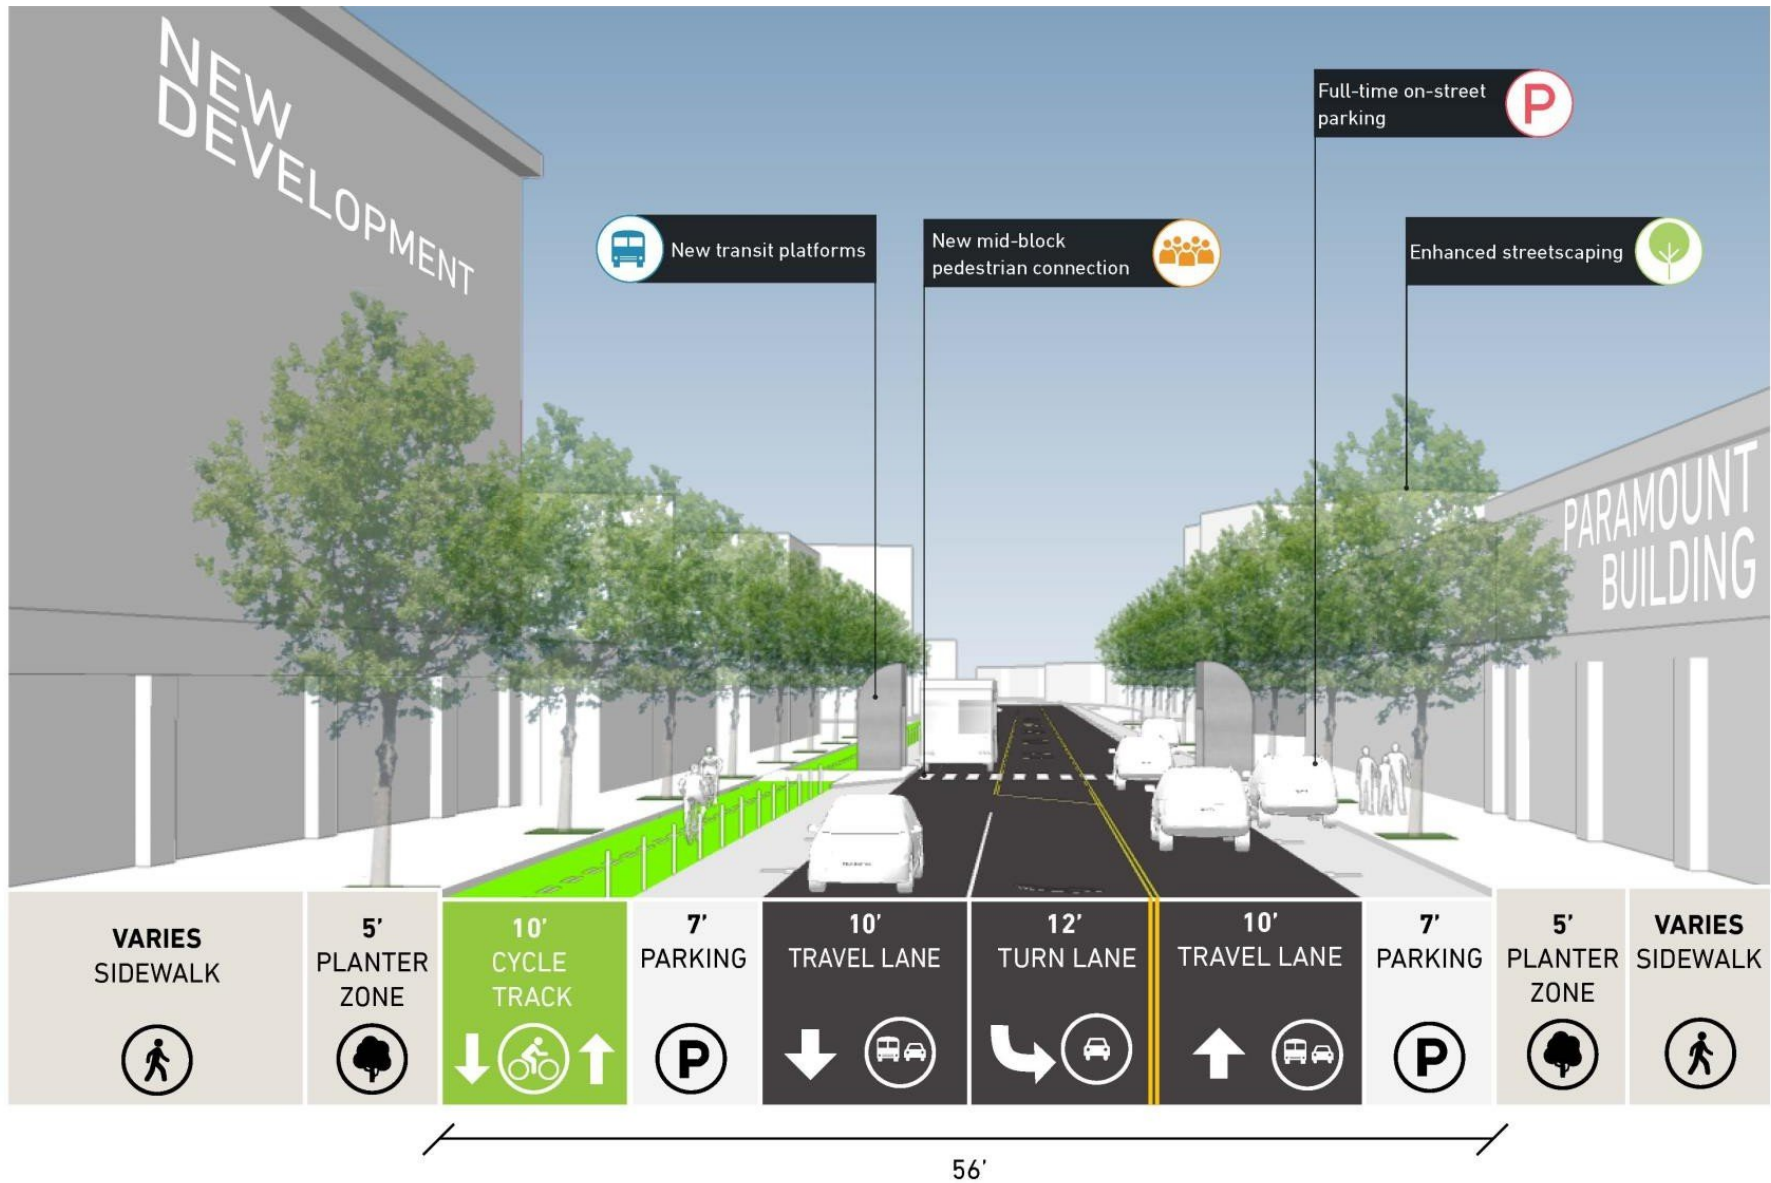 NEW
DEVELOPMENT
Full-time on-street
parking
P
New transit platforms
New mid-block
pedestrian connection
Enhanced streetscaping
PARAMOUNT
BUILDING
VARIES
SIDEWALK
5'
PLANTER
ZONE
10'
CYCLE
TRACK
7'
PARKING
P
10'
TRAVEL LANE
12'
TURN LANE
10'
TRAVEL LANE
7'
PARKING
P
5'
PLANTER
ZONE
VARIES
SIDEWALK
56'